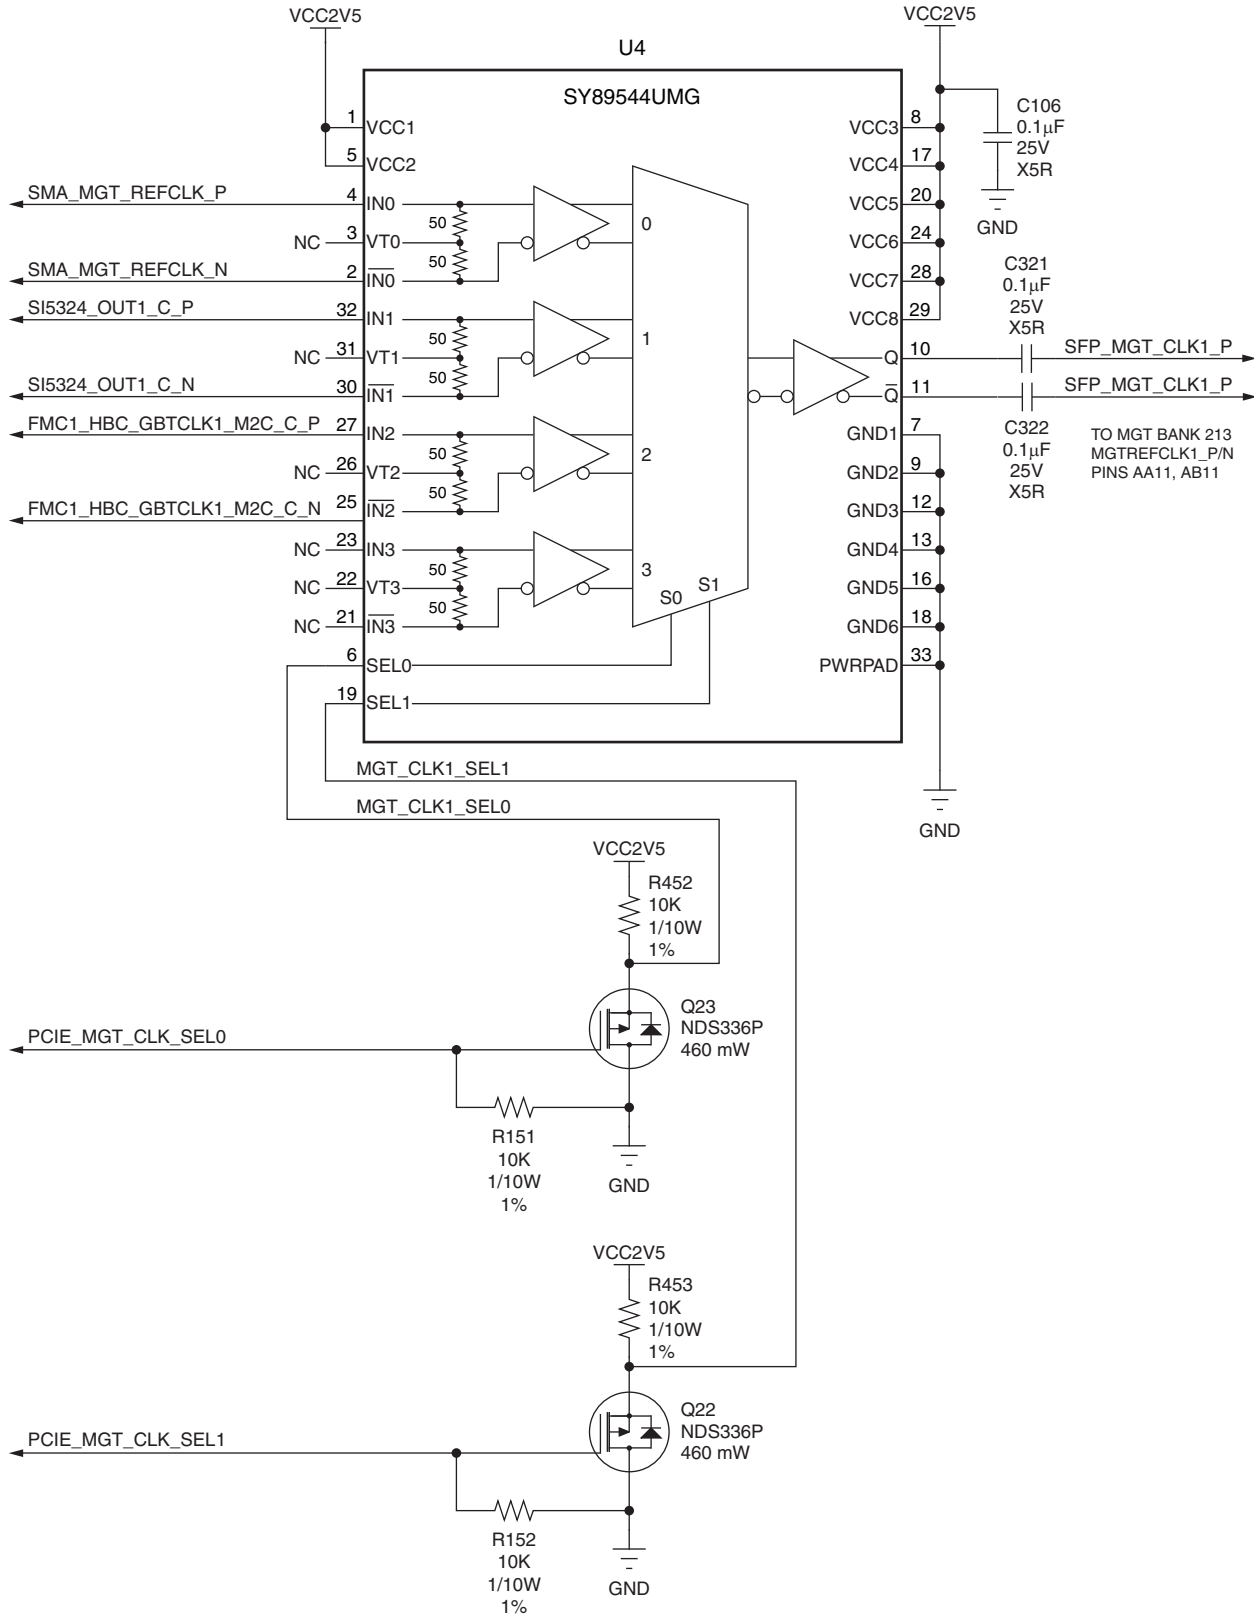 VCC2V5
VCC2V5
U4
SY89544UMG
C106
0.1µF
25V
X5R
GND
1 VCC1
5 VCC2
SMA_MGT_REFCLK_P 4 IN0
NC 3 VT0
SMA_MGT_REFCLK_N 2 IN0
SI5324_OUT1_C_P 32 IN1
NC 31 VT1
SI5324_OUT1_C_N 30 IN1
FMC1_HBC_GBTCLK1_M2C_C_P 27 IN2
NC 26 VT2
FMC1_HBC_GBTCLK1_M2C_C_N 25 IN2
NC 23 IN3
NC 22 VT3
NC 21 IN3
6 SEL0
19 SEL1
50
50
50
50
50
50
50
50
0
1
2
3
S0
S1
VCC3 8
VCC4 17
VCC5 20
VCC6 24
VCC7 28
VCC8 29
Q 10
Q 11
GND1 7
GND2 9
GND3 12
GND4 13
GND5 16
GND6 18
PWRPAD 33
C321
0.1µF
25V
X5R
SFP_MGT_CLK1_P
SFP_MGT_CLK1_P
C322
0.1µF
25V
X5R
TO MGT BANK 213
MGTREFCLK1_P/N
PINS AA11, AB11
GND
MGT_CLK1_SEL1
MGT_CLK1_SEL0
VCC2V5
R452
10K
1/10W
1%
Q23
NDS336P
460 mW
PCIE_MGT_CLK_SEL0
R151
10K
1/10W
1%
GND
VCC2V5
R453
10K
1/10W
1%
Q22
NDS336P
460 mW
PCIE_MGT_CLK_SEL1
R152
10K
1/10W
1%
GND